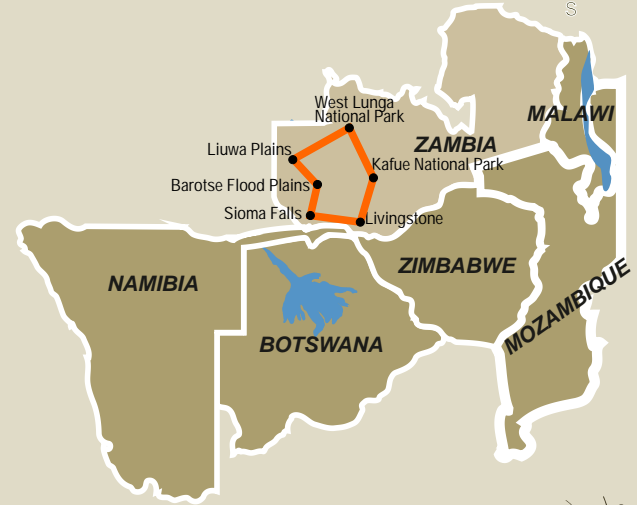 S
West Lunga
National Park
MALAWI
ZAMBIA
Liuwa Plains
Kafue National Park
Barotse Flood Plains
Sioma Falls
Livingstone
ZIMBABWE
NAMIBIA
MOZAMBIQUE
BOTSWANA